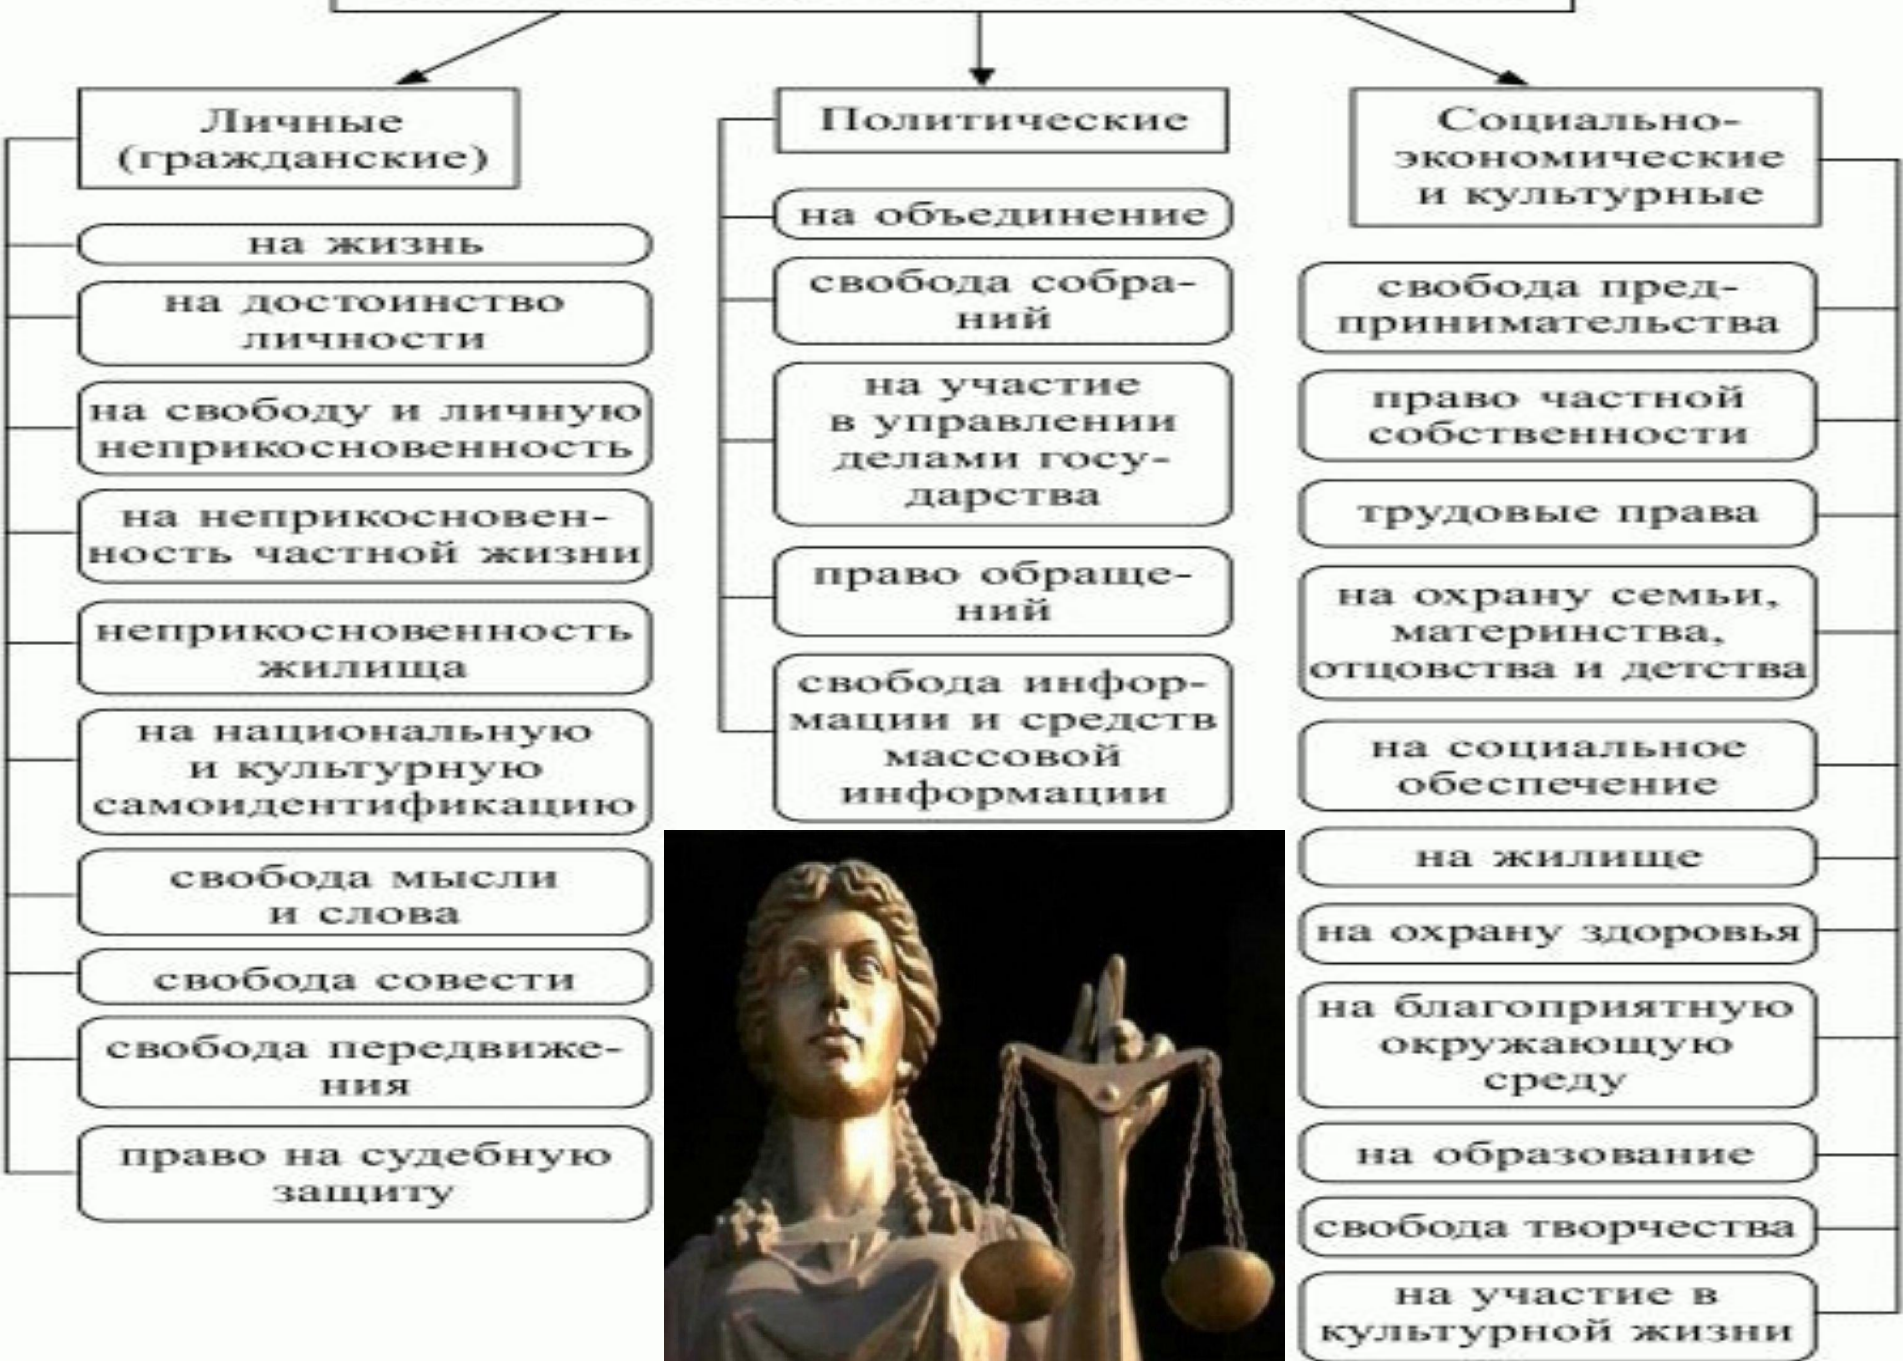 Личные
(гражданские)
на жизнь
на достоинство
личности
на свободу и личную
неприкосновенность
на неприкосновен-
ность частной жизни
неприкосновенность
жилища
на национальную
и культурную
самоидентификацию
свобода мысли
и слова
свобода совести
свобода передвиже-
ния
право на судебную
защиту
Политические
на объединение
свобода собра-
ний
на участие
в управлении
делами госу-
дарства
право обраще-
ний
свобода инфор-
мации и средств
массовой
информации
Социально-
экономические
и культурные
свобода пред-
принимательства
право частной
собственности
трудовые права
на охрану семьи,
материнства,
отцовства и детства
на социальное
обеспечение
на жилище
на охрану здоровья
на благоприятную
окружающую
среду
на образование
свобода творчества
на участие в
культурной жизни